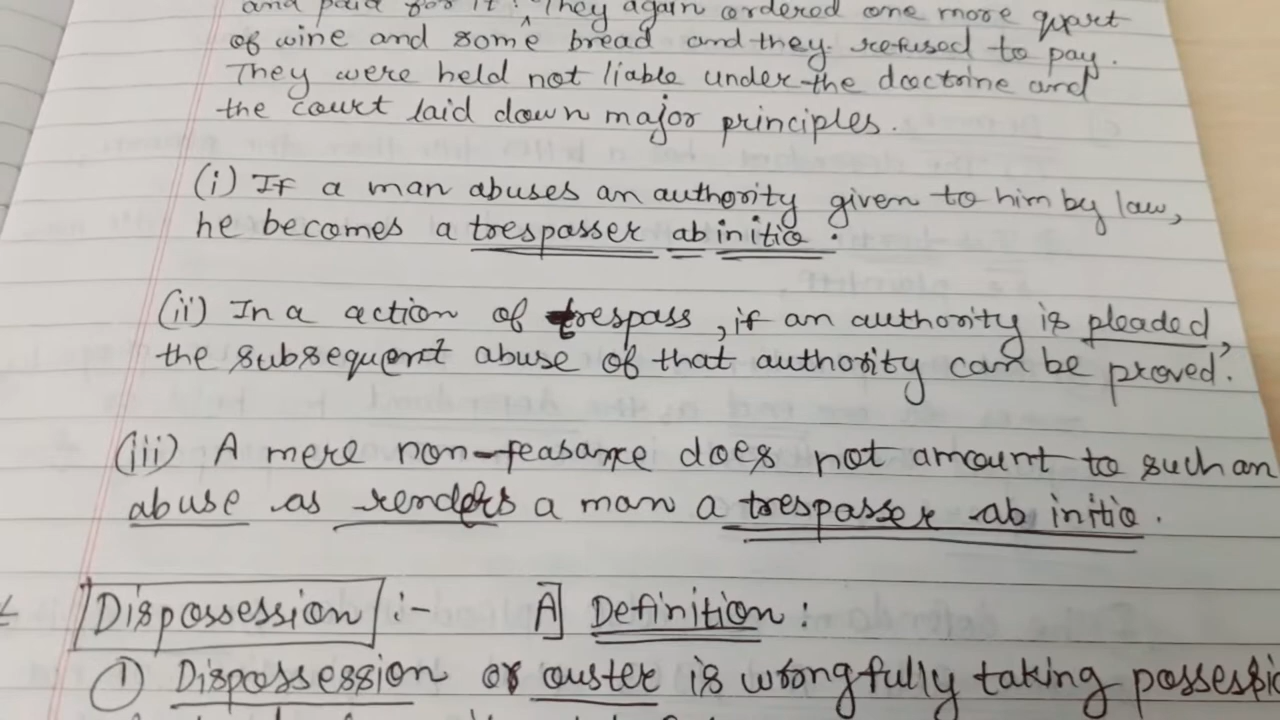 and paid for it. They again ordered one more quart
of wine and some bread and they refused to pay.
They were held not liable under the doctrine and
the court laid down major principles.
(i) If a man abuses an authority given to him by law,
he becomes a trespasser ab initio.
(ii) In a action of trespass, if an authority is pleaded,
the subsequent abuse of that authority can be proved.
(iii) A mere non-feasance does not amount to such an
abuse as renders a man a trespasser ab initio.
Dispossession :- A] Definition :
① Dispossession or ouster is wrongfully taking possessio